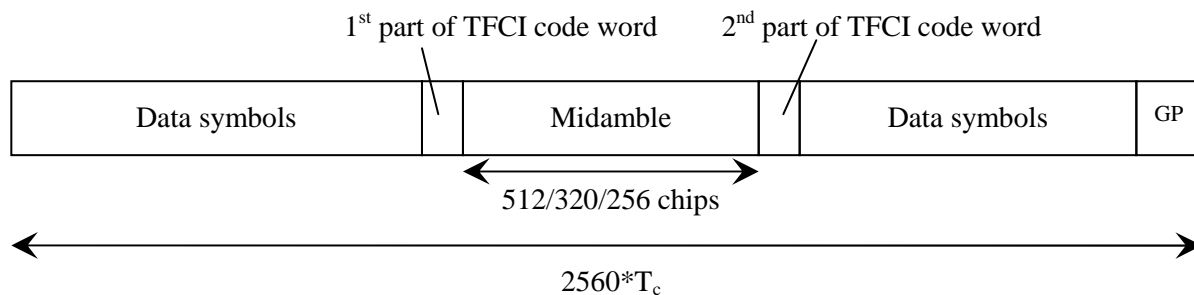 1st part of TFCI code word
2nd part of TFCI code word
Data symbols
Midamble
Data symbols
GP
512/320/256 chips
2560*Tc